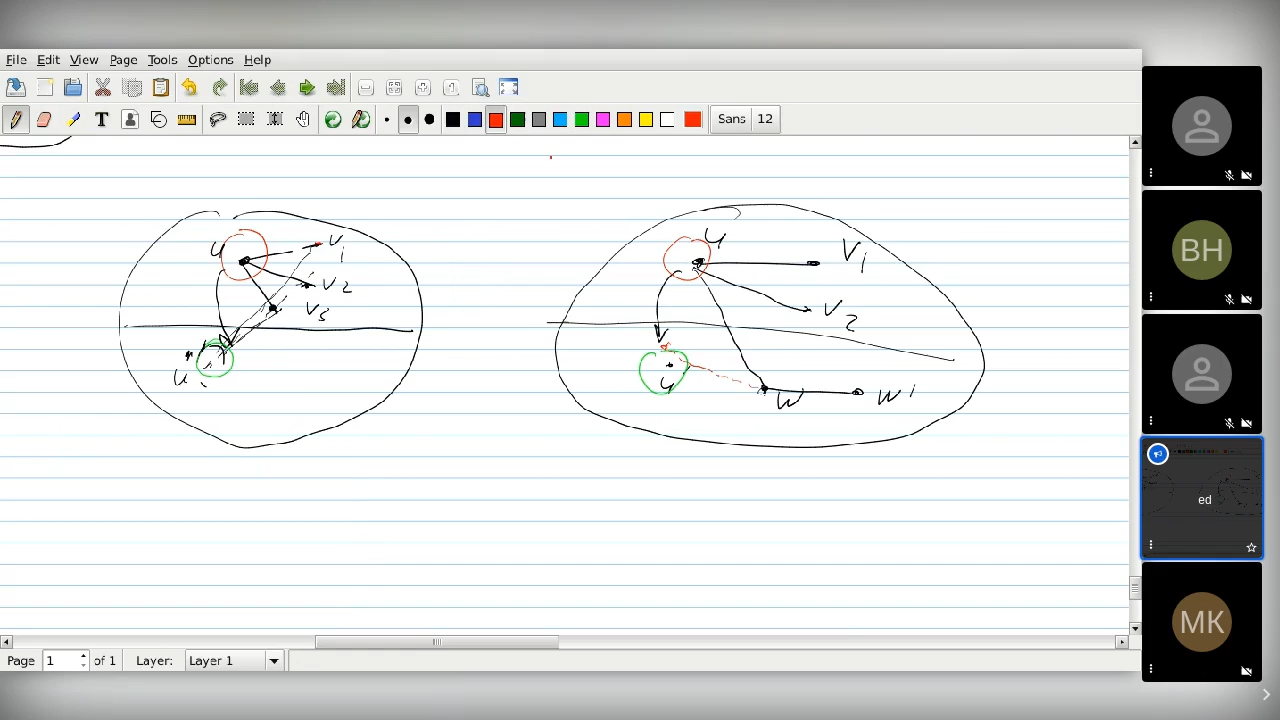 File Edit View Page Tools Options Help
Sans 12
u
v1
v2
v3
u
u
v1
v2
u
w
w1
BH
ed
MK
Page 1 of 1 Layer: Layer 1